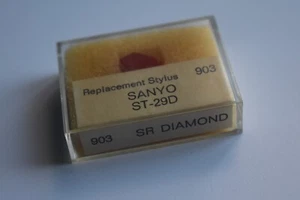 Replacement Stylus 903
SANYO
ST-29D
903 SR DIAMOND